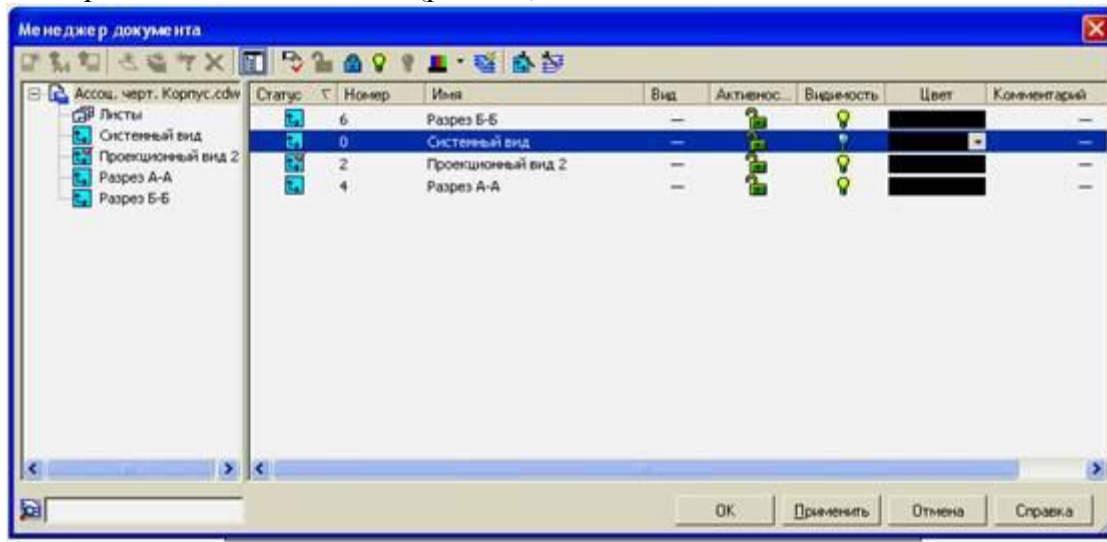 Менеджер документа
Ассоц. черт. Корпус.cdw
Листы
Системный вид
Проекционный вид 2
Разрез А-А
Разрез Б-Б
Статус Номер Имя Вид Активнос... Видимость Цвет Комментарий
6 Разрез Б-Б — —
0 Системный вид — —
2 Проекционный вид 2 — —
4 Разрез А-А — —
ОК Применить Отмена Справка